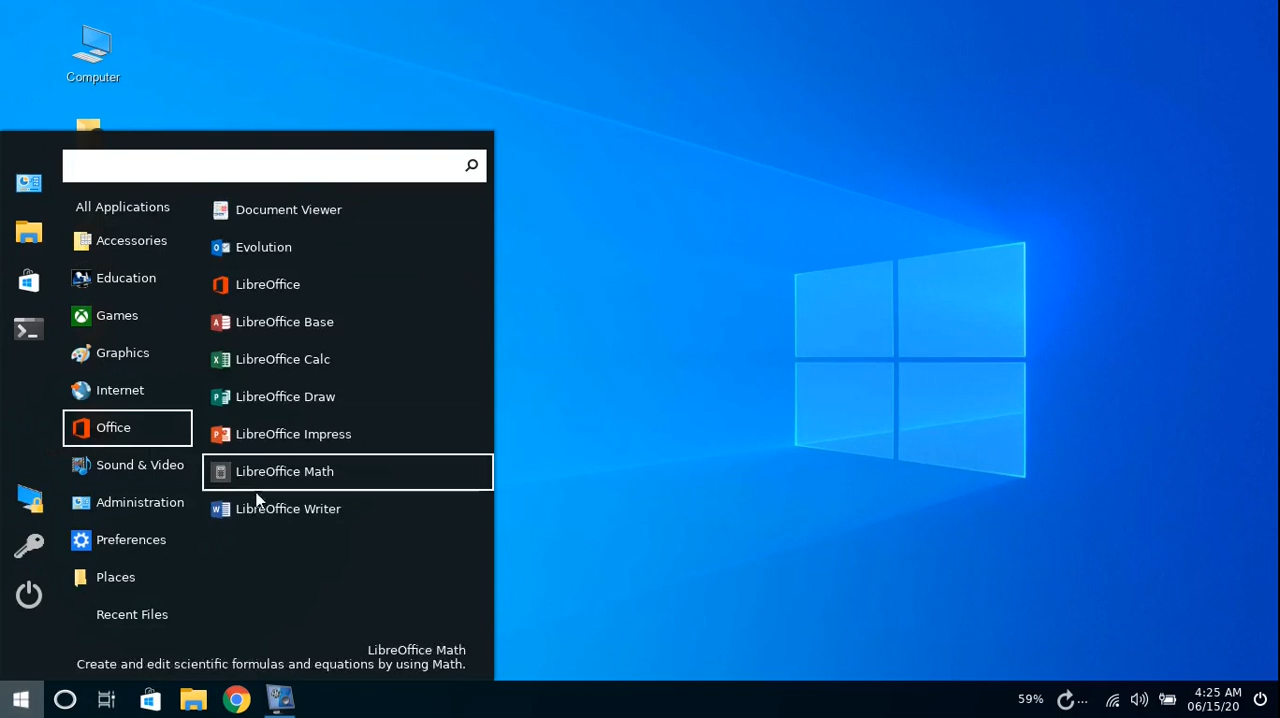 Computer
All Applications
Accessories
Education
Games
Graphics
Internet
Office
Sound & Video
Administration
Preferences
Places
Recent Files
Document Viewer
Evolution
LibreOffice
LibreOffice Base
LibreOffice Calc
LibreOffice Draw
LibreOffice Impress
LibreOffice Math
LibreOffice Writer
LibreOffice Math
Create and edit scientific formulas and equations by using Math.
59%
...
4:25 AM
06/15/20